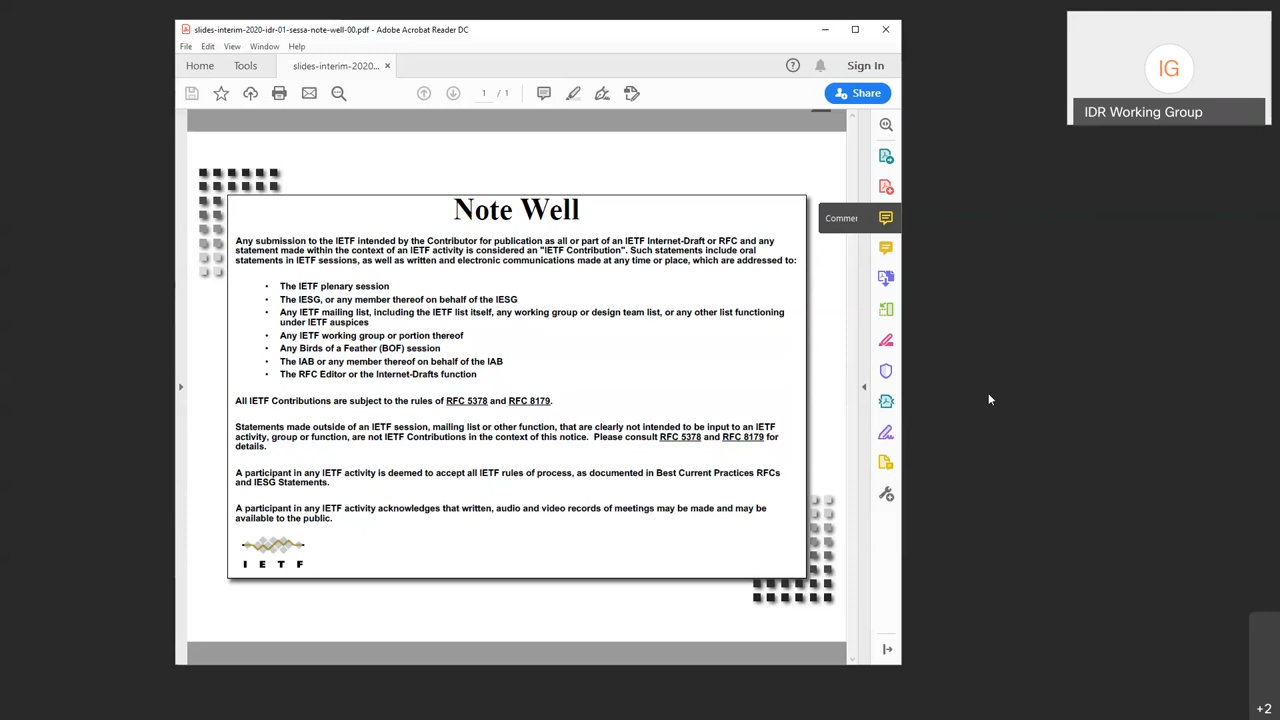 slides-interim-2020-idr-01-sessa-note-well-00.pdf - Adobe Acrobat Reader DC
File Edit View Window Help
Home Tools slides-interim-2020... × Sign In
1 / 1 Share
Note Well
Commer
Any submission to the IETF intended by the Contributor for publication as all or part of an IETF Internet-Draft or RFC and any
statement made within the context of an IETF activity is considered an "IETF Contribution". Such statements include oral
statements in IETF sessions, as well as written and electronic communications made at any time or place, which are addressed to:
• The IETF plenary session
• The IESG, or any member thereof on behalf of the IESG
• Any IETF mailing list, including the IETF list itself, any working group or design team list, or any other list functioning
under IETF auspices
• Any IETF working group or portion thereof
• Any Birds of a Feather (BOF) session
• The IAB or any member thereof on behalf of the IAB
• The RFC Editor or the Internet-Drafts function
All IETF Contributions are subject to the rules of RFC 5378 and RFC 8179.
Statements made outside of an IETF session, mailing list or other function, that are clearly not intended to be input to an IETF
activity, group or function, are not IETF Contributions in the context of this notice. Please consult RFC 5378 and RFC 8179 for
details.
A participant in any IETF activity is deemed to accept all IETF rules of process, as documented in Best Current Practices RFCs
and IESG Statements.
A participant in any IETF activity acknowledges that written, audio and video records of meetings may be made and may be
available to the public.
I E T F
IG
IDR Working Group
+2